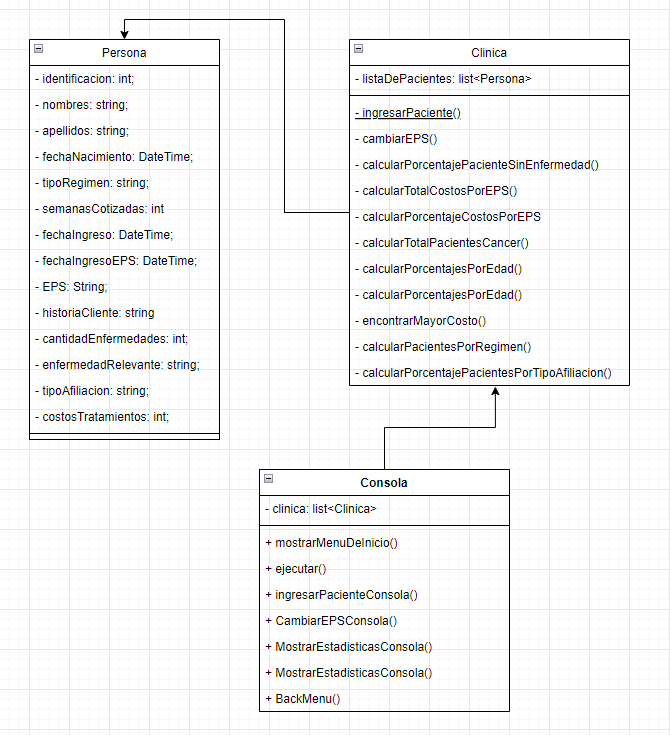 Persona
- identificacion: int;
- nombres: string;
- apellidos: string;
- fechaNacimiento: DateTime;
- tipoRegimen: string;
- semanasCotizadas: int
- fechaIngreso: DateTime;
- fechaIngresoEPS: DateTime;
- EPS: String;
- historiaCliente: string
- cantidadEnfermedades: int;
- enfermedadRelevante: string;
- tipoAfiliacion: string;
- costosTratamientos: int;
Clinica
- listaDePacientes: list<Persona>
- ingresarPaciente()
- cambiarEPS()
- calcularPorcentajePacienteSinEnfermedad()
- calcularTotalCostosPorEPS()
- calcularPorcentajeCostosPorEPS
- calcularTotalPacientesCancer()
- calcularPorcentajesPorEdad()
- calcularPorcentajesPorEdad()
- encontrarMayorCosto()
- calcularPacientesPorRegimen()
- calcularPorcentajePacientesPorTipoAfiliacion()
Consola
- clinica: list<Clinica>
+ mostrarMenuDeInicio()
+ ejecutar()
+ ingresarPacienteConsola()
+ CambiarEPSConsola()
+ MostrarEstadisticasConsola()
+ MostrarEstadisticasConsola()
+ BackMenu()